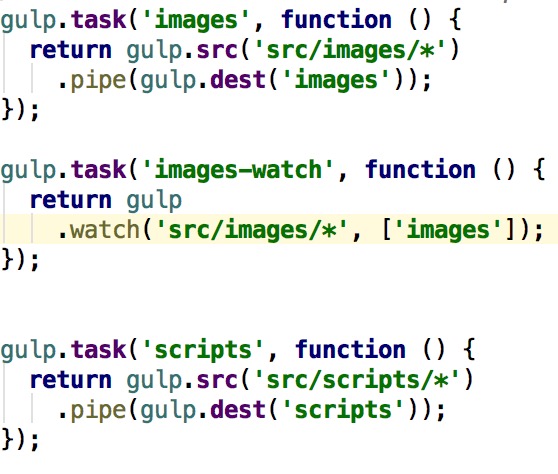 gulp.task('images', function () {
  return gulp.src('src/images/*')
    .pipe(gulp.dest('images'));
});

gulp.task('images-watch', function () {
  return gulp
    .watch('src/images/*', ['images']);
});


gulp.task('scripts', function () {
  return gulp.src('src/scripts/*')
    .pipe(gulp.dest('scripts'));
});